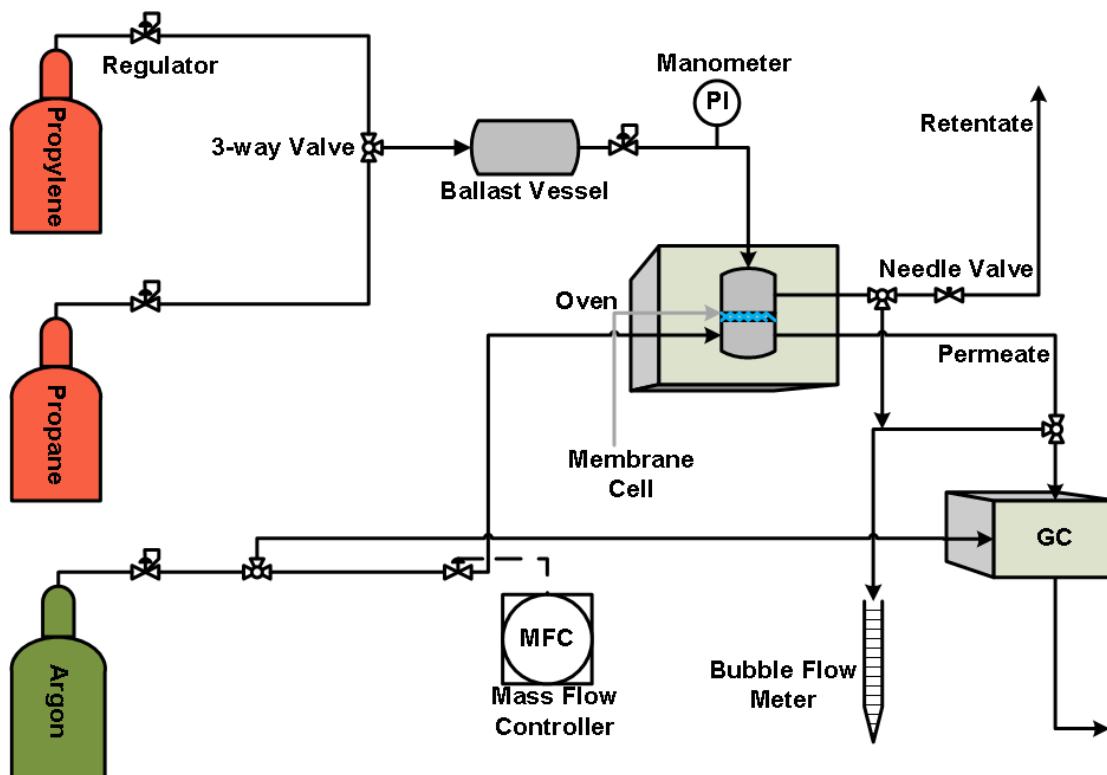 Propylene
Regulator
3-way Valve
Ballast Vessel
Manometer
PI
Retentate
Propane
Oven
Needle Valve
Permeate
Membrane
Cell
GC
Argon
MFC
Mass Flow
Controller
Bubble Flow
Meter